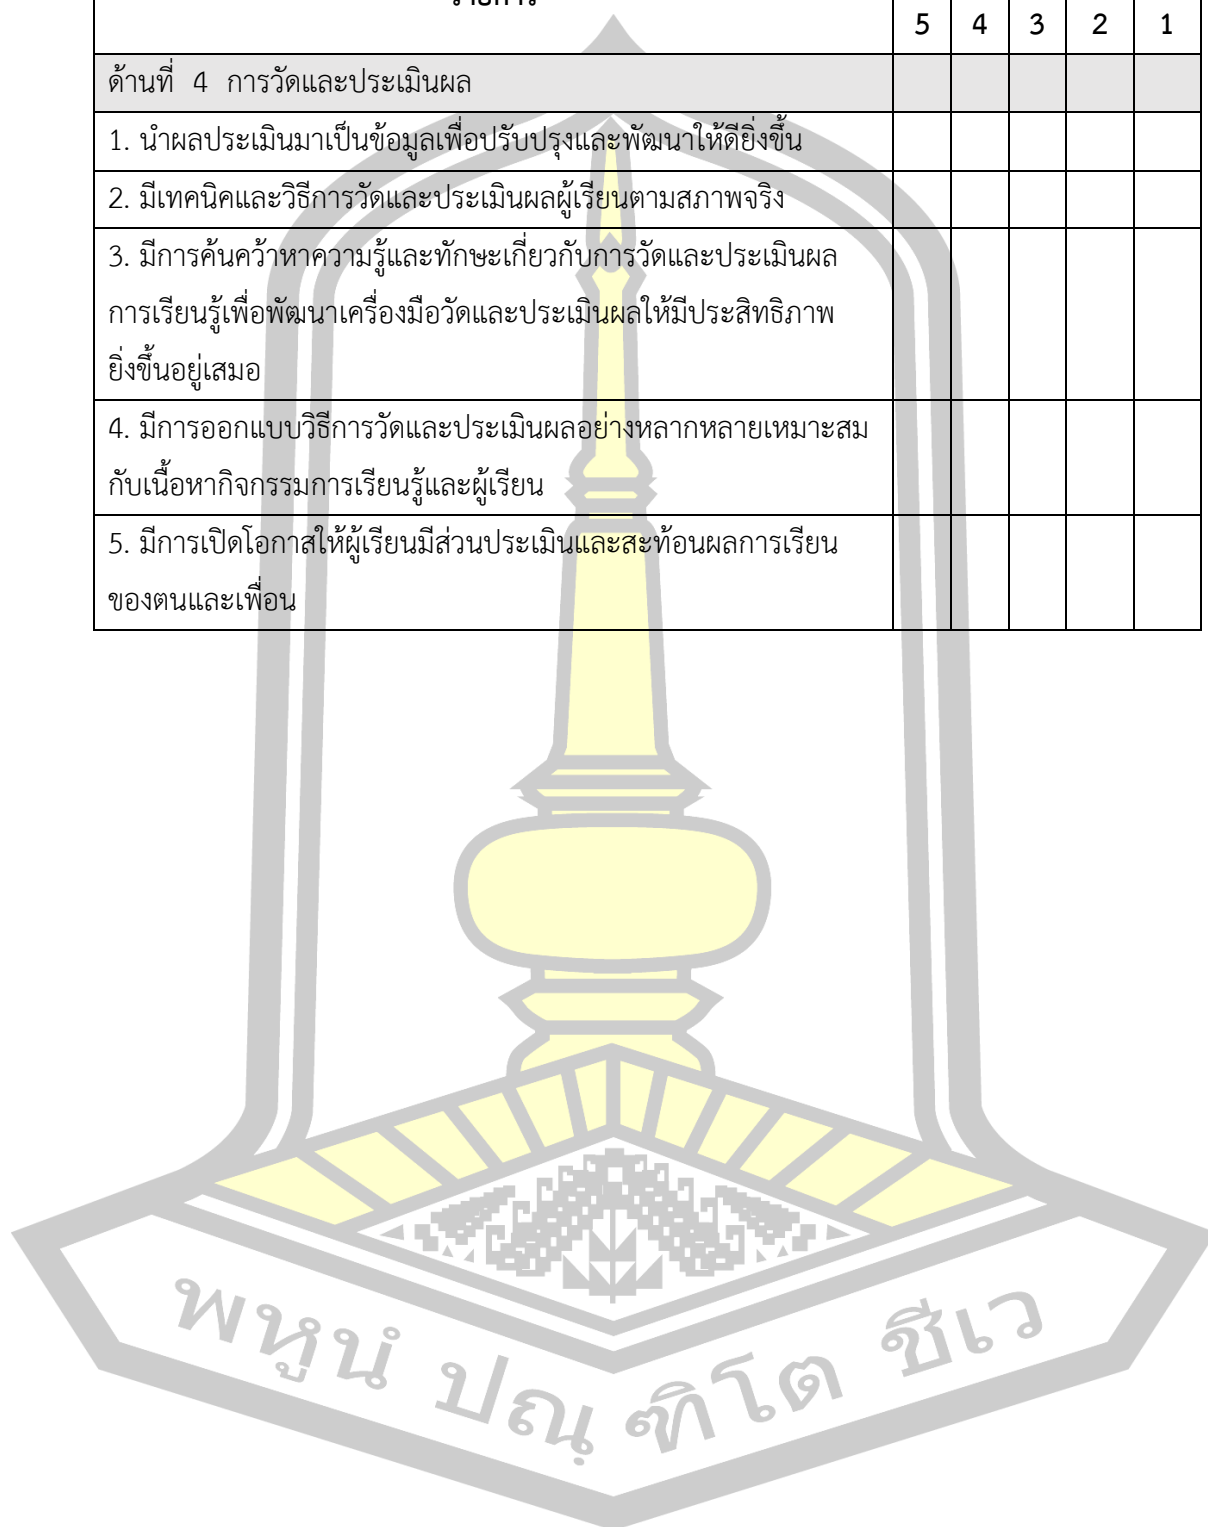 รายการ
5 4 3 2 1
ด้านที่ 4 การวัดและประเมินผล
1. นำผลประเมินมาเป็นข้อมูลเพื่อปรับปรุงและพัฒนาให้ดียิ่งขึ้น
2. มีเทคนิคและวิธีการวัดและประเมินผลผู้เรียนตามสภาพจริง
3. มีการค้นคว้าหาความรู้และทักษะเกี่ยวกับการวัดและประเมินผล
การเรียนรู้เพื่อพัฒนาเครื่องมือวัดและประเมินผลให้มีประสิทธิภาพ
ยิ่งขึ้นอยู่เสมอ
4. มีการออกแบบวิธีการวัดและประเมินผลอย่างหลากหลายเหมาะสม
กับเนื้อหากิจกรรมการเรียนรู้และผู้เรียน
5. มีการเปิดโอกาสให้ผู้เรียนมีส่วนประเมินและสะท้อนผลการเรียน
ของตนและเพื่อน
พหูนํ ปณฺฑิโต ชีเว